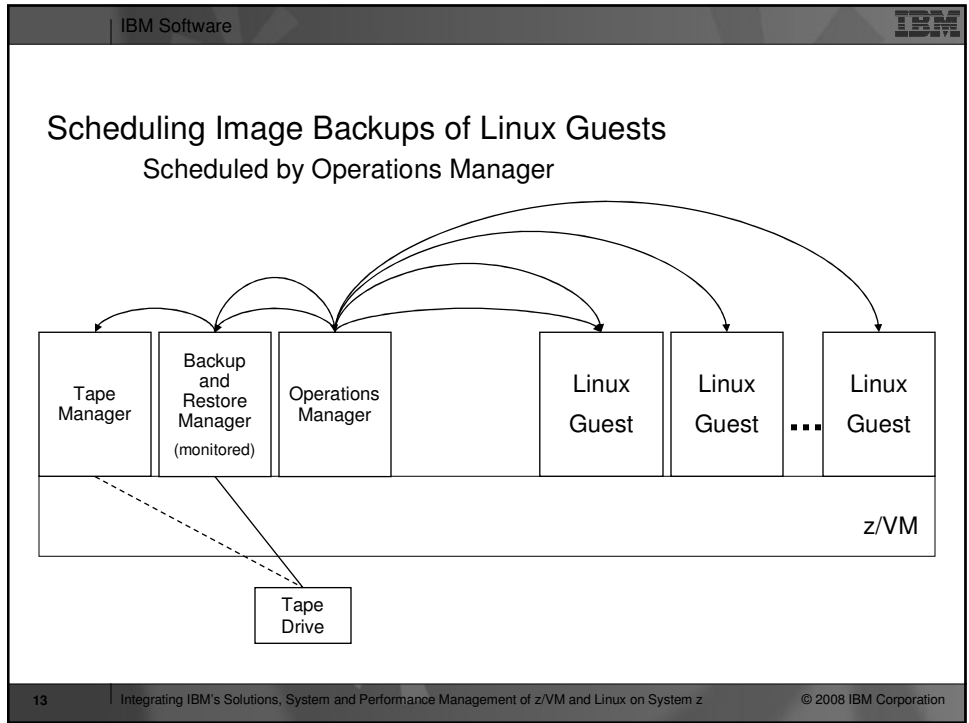 IBM Software
IBM
Scheduling Image Backups of Linux Guests
Scheduled by Operations Manager
Tape
Manager
Backup
and
Restore
Manager
(monitored)
Operations
Manager
Linux
Guest
Linux
Guest
...
Linux
Guest
z/VM
Tape
Drive
13
Integrating IBM's Solutions, System and Performance Management of z/VM and Linux on System z
© 2008 IBM Corporation